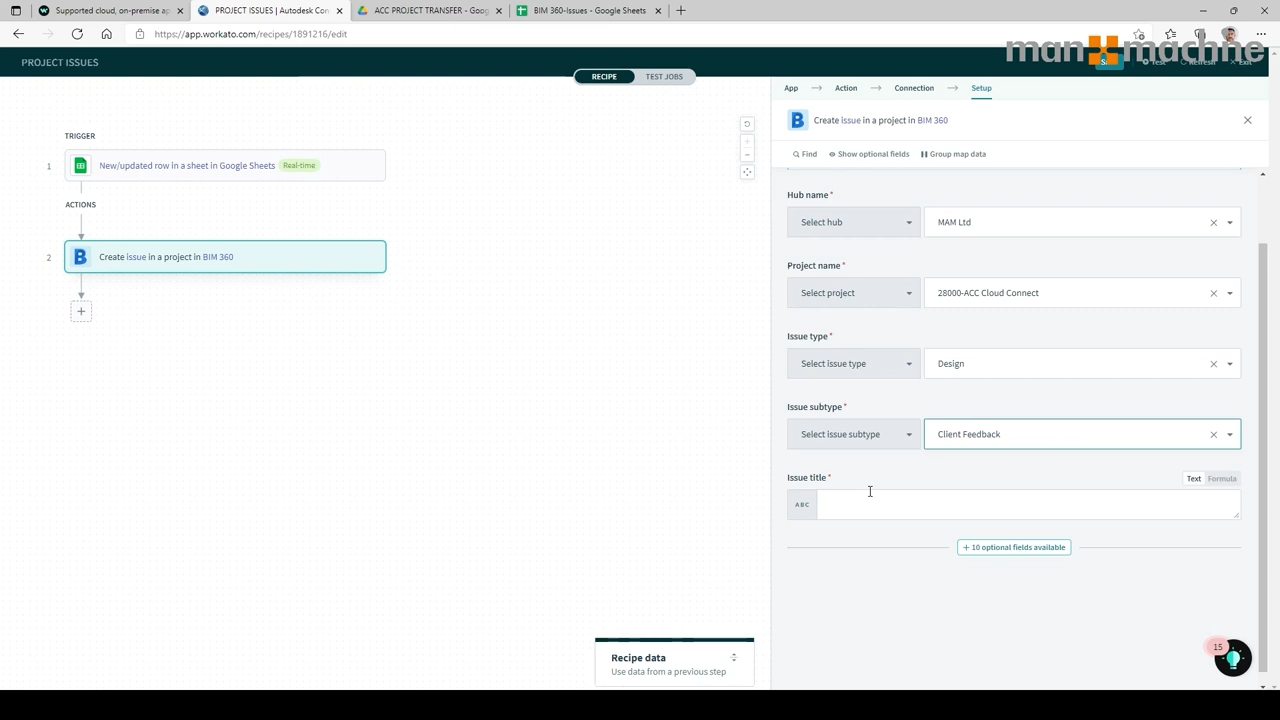 Supported cloud, on-premise ap
PROJECT ISSUES | Autodesk Con
ACC PROJECT TRANSFER - Goog
BIM 360-Issues - Google Sheets
https://app.workato.com/recipes/1891216/edit
man machine
PROJECT ISSUES
RECIPE
TEST JOBS
Test
Refresh
Exit
App
Action
Connection
Setup
TRIGGER
B
Create issue in a project in BIM 360
Find
Show optional fields
Group map data
1
New/updated row in a sheet in Google Sheets
Real-time
ACTIONS
2
B
Create issue in a project in BIM 360
Hub name*
Select hub
MAM Ltd
Project name*
Select project
28000-ACC Cloud Connect
Issue type*
Select issue type
Design
Issue subtype*
Select issue subtype
Client Feedback
Issue title*
Text
Formula
ABC
+ 10 optional fields available
Recipe data
Use data from a previous step
15